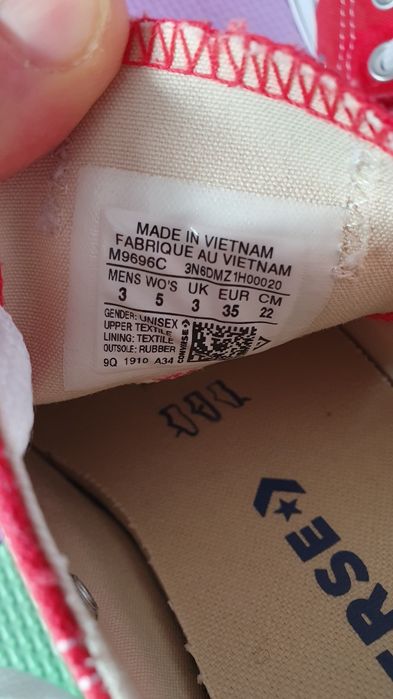 MADE IN VIETNAM
FABRIQUE AU VIETNAM
M9696C 3N6DMZ1H00020
MENS WO'S UK EUR CM
3 5 3 35 22
GENDER: UNISEX
UPPER TEXTILE
LINING: TEXTILE
OUTSOLE: RUBBER
CONVERSE
9Q 1910 A34
ERSE